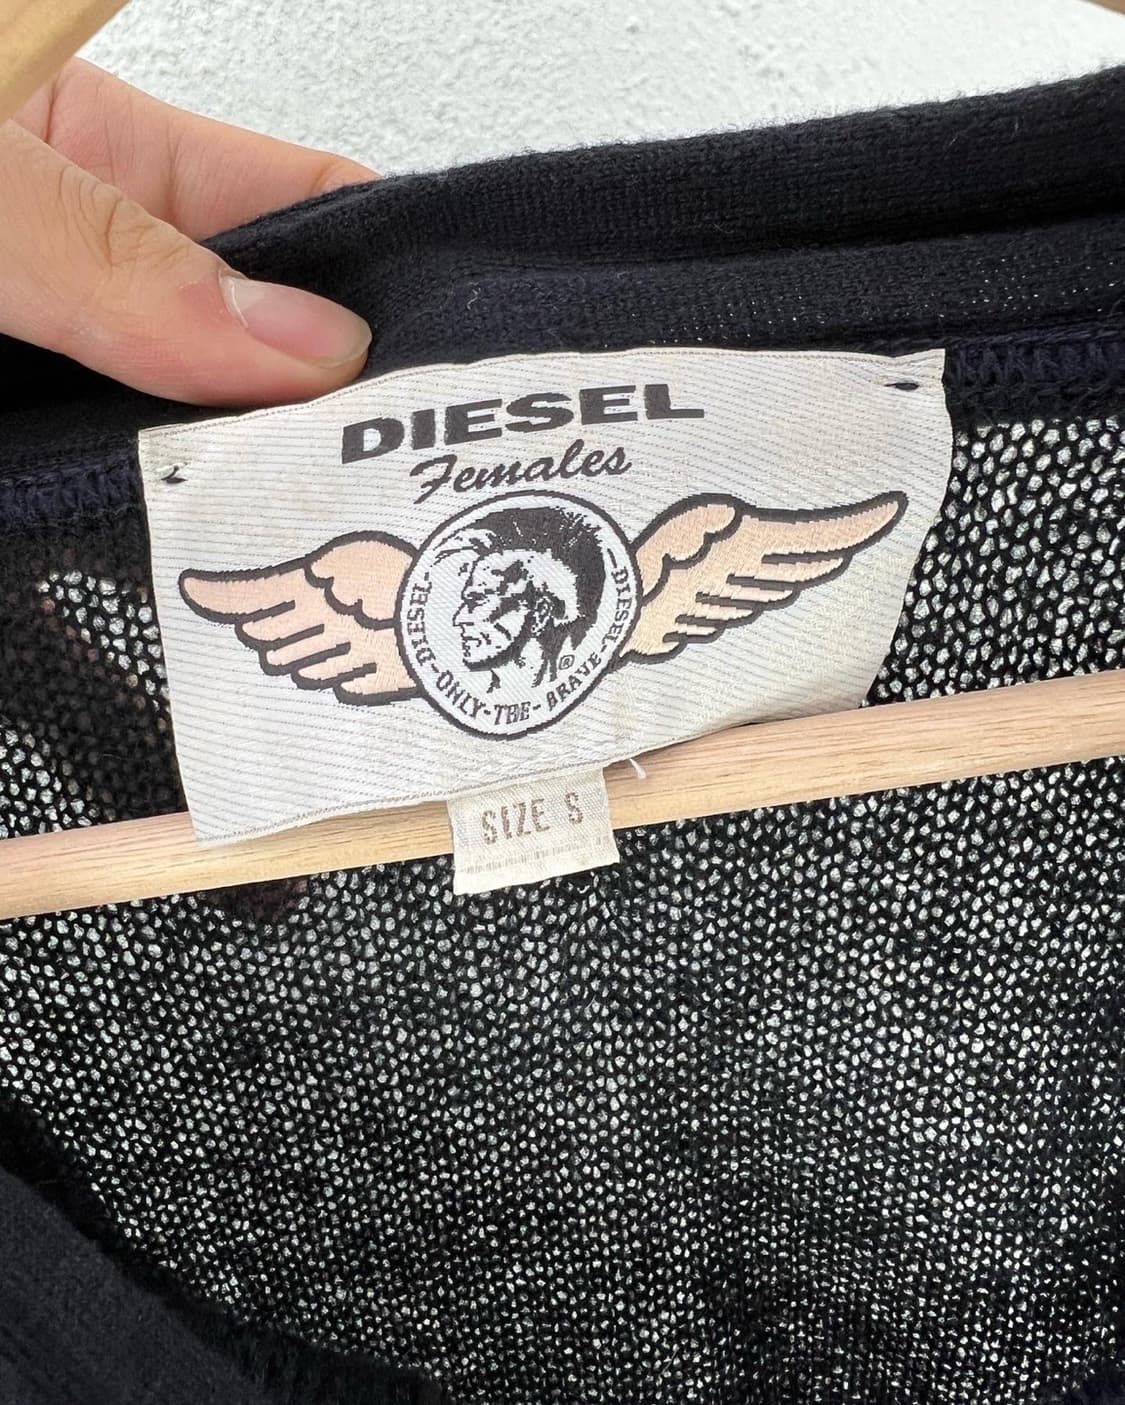 DIESEL
Females
DIESEL-ONLY-THE-BRAVE-DIESEL-
®
SIZE S